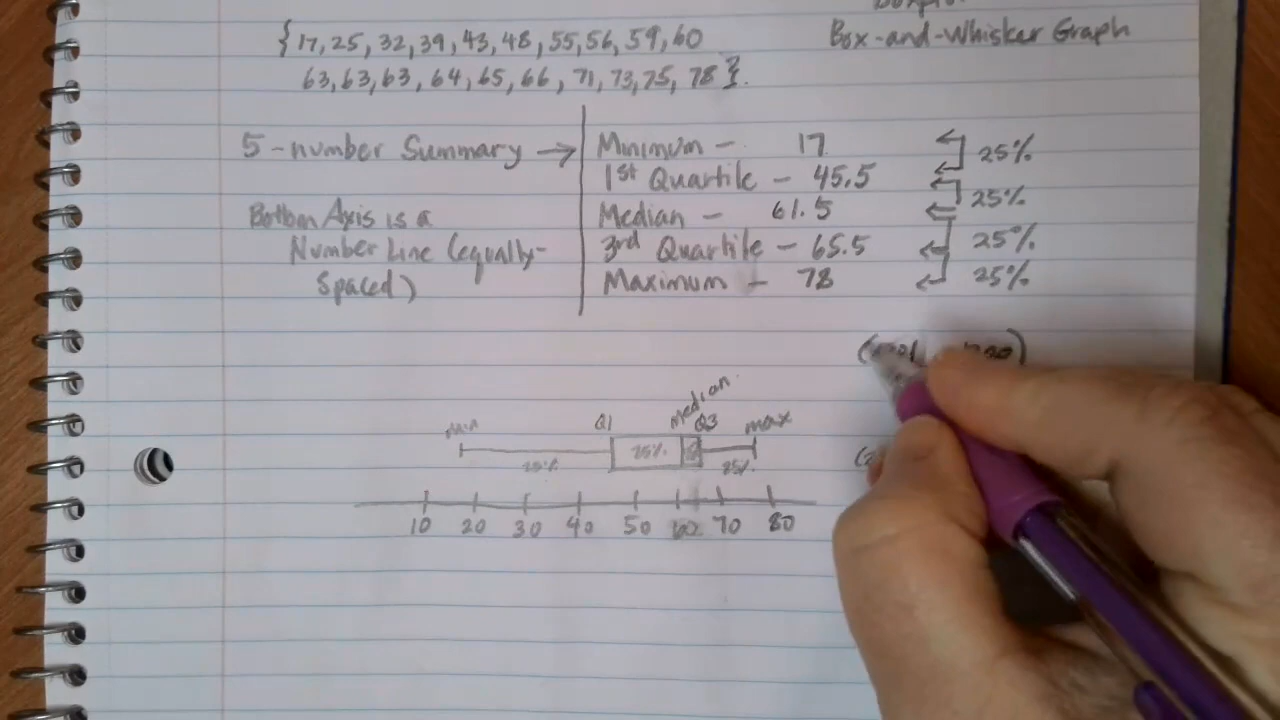 Box-and-Whisker Graph
{17, 25, 32, 39, 43, 48, 55, 56, 59, 60
63, 63, 63, 64, 65, 66, 71, 73, 75, 78}.
5-number Summary →
Minimum - 17
1st Quartile - 45.5
Median - 61.5
3rd Quartile - 65.5
Maximum - 78
25%
25%
25%
25%
Bottom Axis is a
Number Line (equally-
Spaced)
Min
Q1
Median
Q3
max
25%
25%
25%
10 20 30 40 50 60 70 80